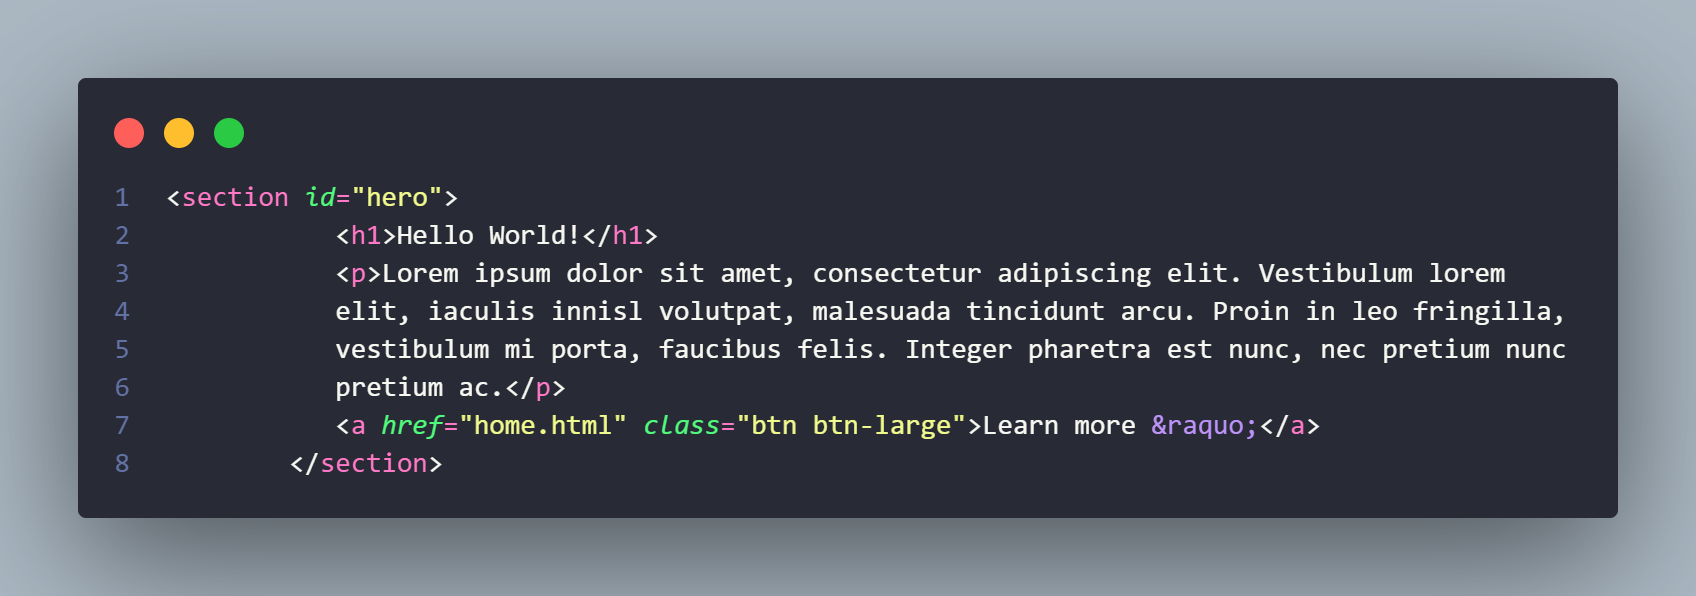 1 <section id="hero">
2 <h1>Hello World!</h1>
3 <p>Lorem ipsum dolor sit amet, consectetur adipiscing elit. Vestibulum lorem
4 elit, iaculis innisl volutpat, malesuada tincidunt arcu. Proin in leo fringilla,
5 vestibulum mi porta, faucibus felis. Integer pharetra est nunc, nec pretium nunc
6 pretium ac.</p>
7 <a href="home.html" class="btn btn-large">Learn more &raquo;</a>
8 </section>